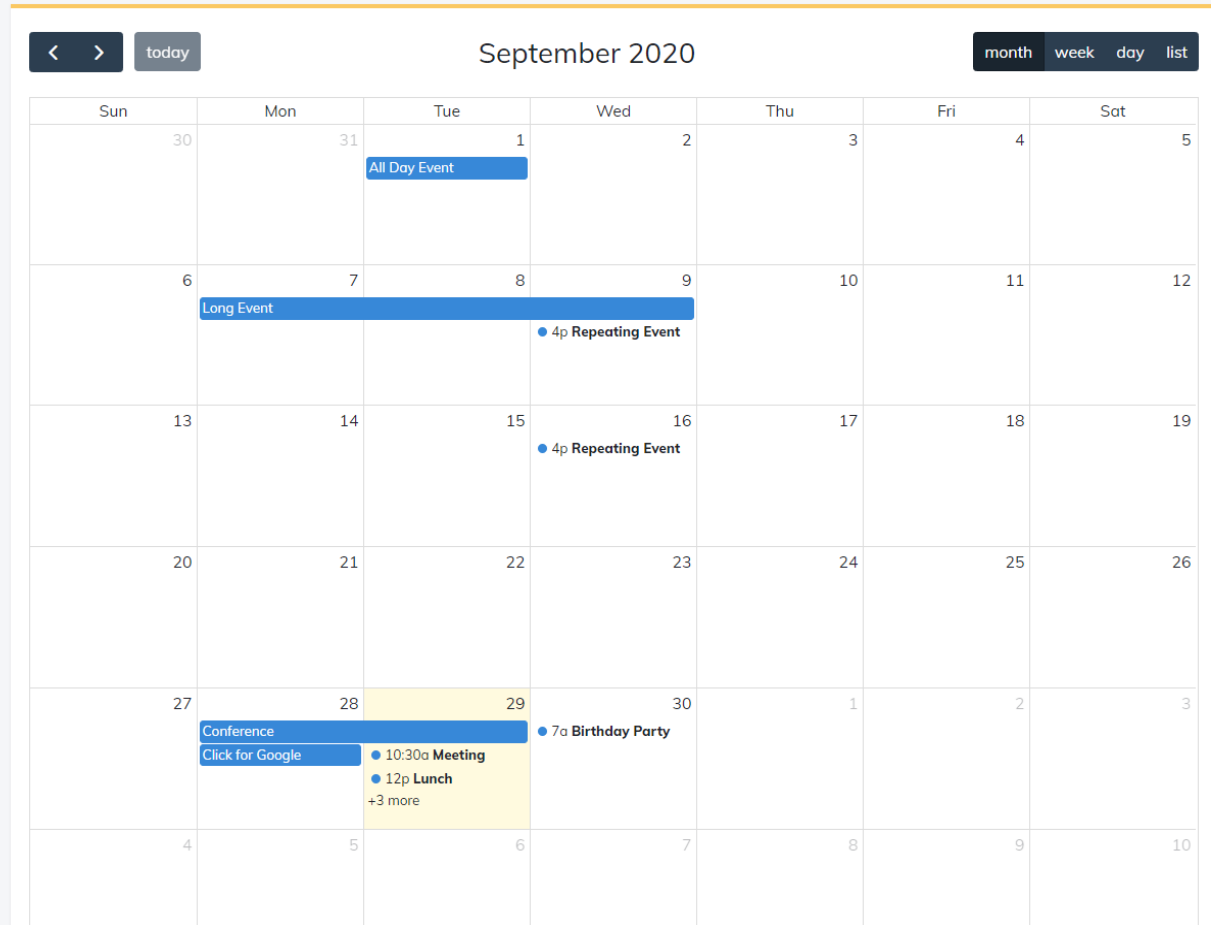 today
September 2020
month week day list
Sun Mon Tue Wed Thu Fri Sat
30 31 1 2 3 4 5
All Day Event
6 7 8 9 10 11 12
Long Event
4p Repeating Event
13 14 15 16 17 18 19
4p Repeating Event
20 21 22 23 24 25 26
27 28 29 30 1 2 3
Conference 7a Birthday Party
Click for Google 10:30a Meeting
12p Lunch
+3 more
4 5 6 7 8 9 10